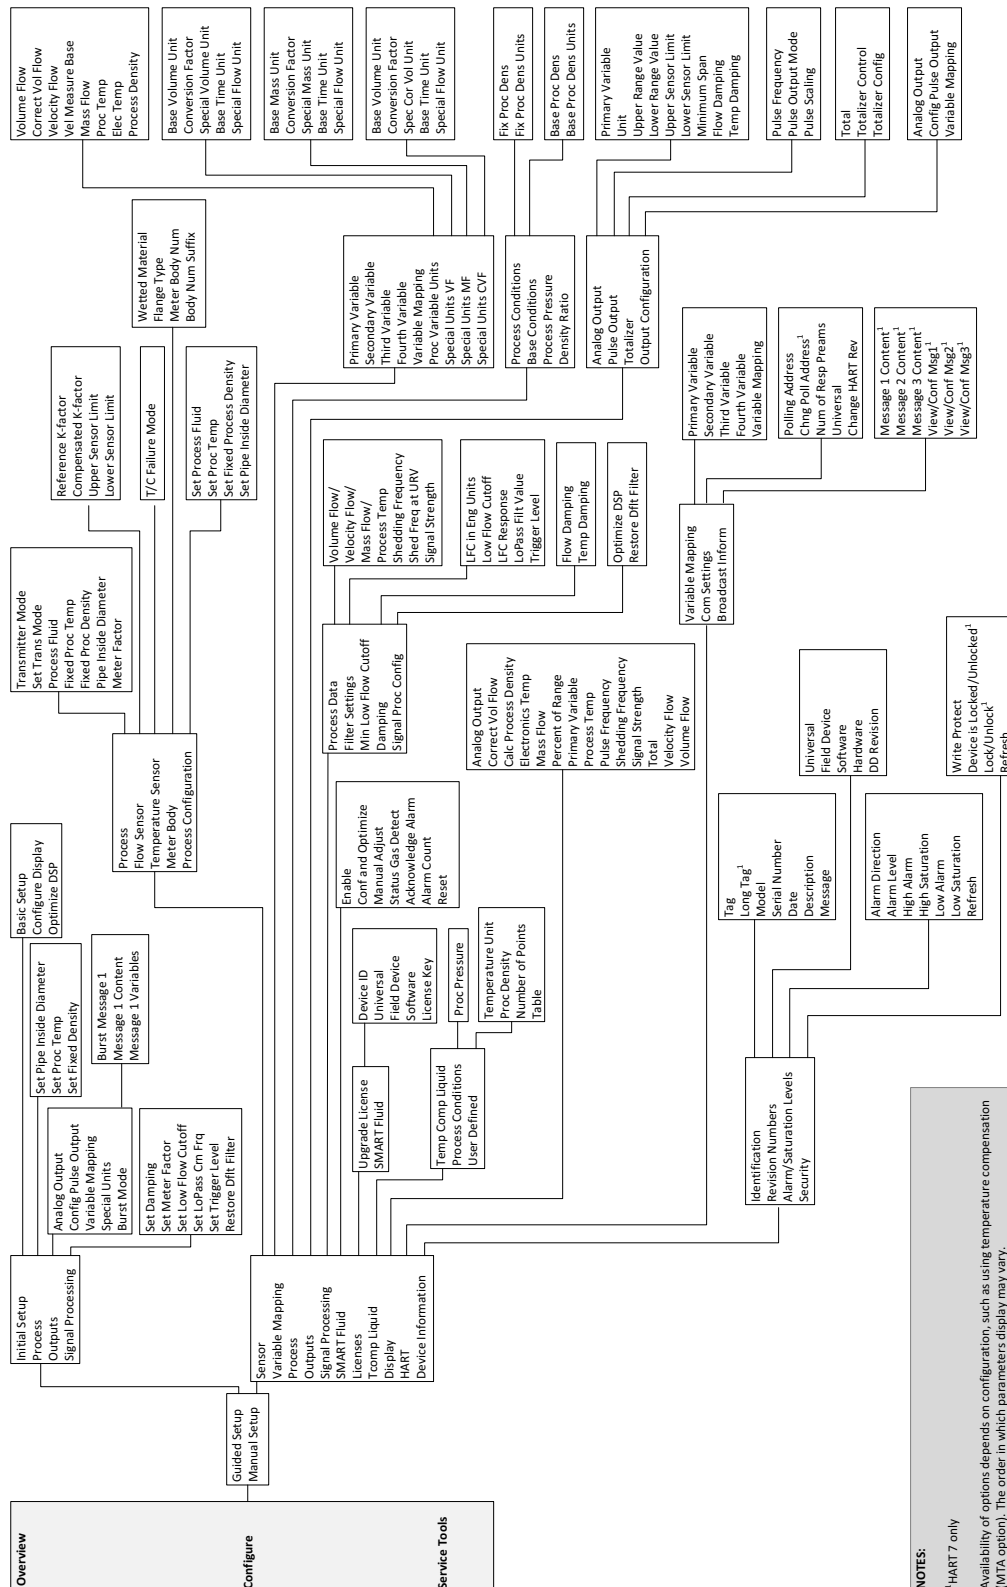 Overview
Configure
Service Tools
Guided Setup
Manual Setup
Initial Setup
Process
Outputs
Signal Processing
Basic Setup
Configure Display
Optimize DSP
Set Pipe Inside Diameter
Set Proc Temp
Set Fixed Density
Analog Output
Config Pulse Output
Variable Mapping
Special Units
Burst Mode
Burst Message 1
Message 1 Content
Message 1 Variables
Set Damping
Set Meter Factor
Set Low Flow Cutoff
Set LoPass Crn Frq
Set Trigger Level
Restore Dflt Filter
Sensor
Variable Mapping
Process
Outputs
Signal Processing
SMART Fluid
Licenses
Tcomp Liquid
Display
HART
Device Information
Process
Flow Sensor
Temperature Sensor
Meter Body
Process Configuration
Transmitter Mode
Set Trans Mode
Process Fluid
Fixed Proc Temp
Fixed Proc Density
Pipe Inside Diameter
Meter Factor
Reference K-factor
Compensated K-factor
Upper Sensor Limit
Lower Sensor Limit
T/C Failure Mode
Wetted Material
Flange Type
Meter Body Num
Body Num Suffix
Set Process Fluid
Set Proc Temp
Set Fixed Process Density
Set Pipe Inside Diameter
Primary Variable
Secondary Variable
Third Variable
Fourth Variable
Variable Mapping
Proc Variable Units
Special Units VF
Special Units MF
Special Units CVF
Volume Flow
Correct Vol Flow
Velocity Flow
Vel Measure Base
Mass Flow
Proc Temp
Elec Temp
Process Density
Base Volume Unit
Conversion Factor
Special Volume Unit
Base Time Unit
Special Flow Unit
Base Mass Unit
Conversion Factor
Special Mass Unit
Base Time Unit
Special Flow Unit
Base Volume Unit
Conversion Factor
Spec Cor Vol Unit
Base Time Unit
Special Flow Unit
Process Conditions
Base Conditions
Process Pressure
Density Ratio
Fix Proc Dens
Fix Proc Dens Units
Base Proc Dens
Base Proc Dens Units
Analog Output
Pulse Output
Totalizer
Output Configuration
Primary Variable
Unit
Upper Range Value
Lower Range Value
Upper Sensor Limit
Lower Sensor Limit
Minimum Span
Flow Damping
Temp Damping
Pulse Frequency
Pulse Output Mode
Pulse Scaling
Total
Totalizer Control
Totalizer Config
Analog Output
Config Pulse Output
Variable Mapping
Process Data
Filter Settings
Min Low Flow Cutoff
Damping
Signal Proc Config
Volume Flow/
Velocity Flow/
Mass Flow/
Process Temp
Shedding Frequency
Shed Freq at URV
Signal Strength
LFC in Eng Units
Low Flow Cutoff
LFC Response
LoPass Filt Value
Trigger Level
Flow Damping
Temp Damping
Optimize DSP
Restore Dflt Filter
Enable
Conf and Optimize
Manual Adjust
Status Gas Detect
Acknowledge Alarm
Alarm Count
Reset
Upgrade License
SMART Fluid
Device ID
Universal
Field Device
Software
License Key
Temp Comp Liquid
Process Conditions
User Defined
Proc Pressure
Temperature Unit
Proc Density
Number of Points
Table
Analog Output
Correct Vol Flow
Calc Process Density
Electronics Temp
Mass Flow
Percent of Range
Primary Variable
Process Temp
Pulse Frequency
Shedding Frequency
Signal Strength
Total
Velocity Flow
Volume Flow
Variable Mapping
Com Settings
Broadcast Inform
Primary Variable
Secondary Variable
Third Variable
Fourth Variable
Variable Mapping
Polling Address
Chng Poll Address¹
Num of Resp Preams
Universal
Change HART Rev
Message 1 Content¹
Message 2 Content¹
Message 3 Content¹
View/Conf Msg1¹
View/Conf Msg2¹
View/Conf Msg3¹
Identification
Revision Numbers
Alarm/Saturation Levels
Security
Tag
Long Tag¹
Model
Serial Number
Date
Description
Message
Universal
Field Device
Software
Hardware
DD Revision
Alarm Direction
Alarm Level
High Alarm
High Saturation
Low Alarm
Low Saturation
Refresh
Write Protect
Device is Locked/Unlocked¹
Lock/Unlock¹
Refresh
NOTES:
¹HART 7 only
Availability of options depends on configuration, such as using temperature compensation
(MTA option). The order in which parameters display may vary.